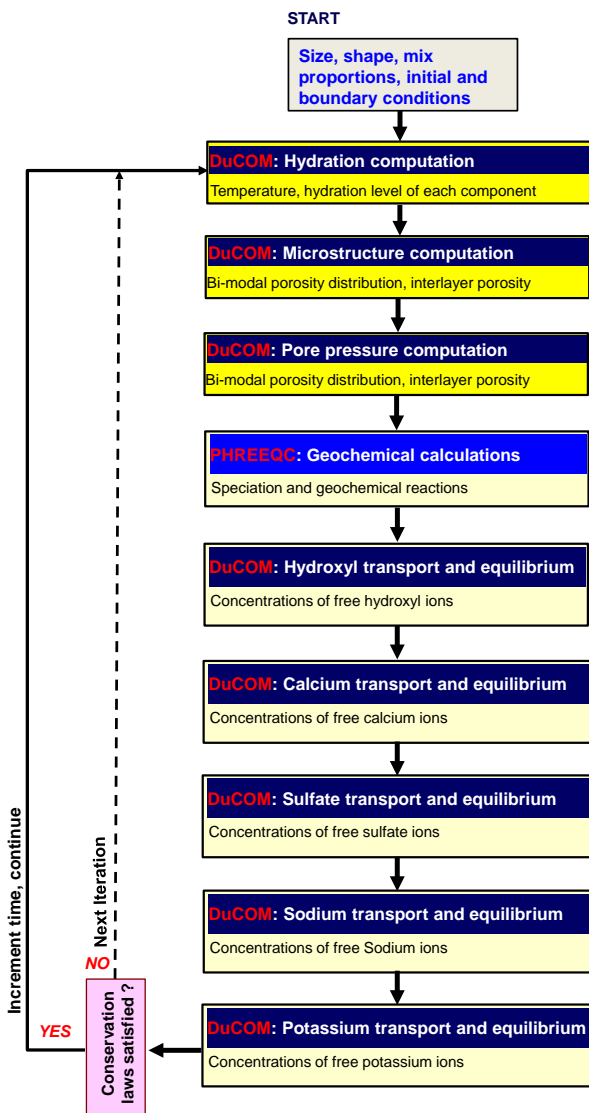 START
Size, shape, mix
proportions, initial and
boundary conditions
DuCOM: Hydration computation
Temperature, hydration level of each component
DuCOM: Microstructure computation
Bi-modal porosity distribution, interlayer porosity
DuCOM: Pore pressure computation
Bi-modal porosity distribution, interlayer porosity
PHREEQC: Geochemical calculations
Speciation and geochemical reactions
DuCOM: Hydroxyl transport and equilibrium
Concentrations of free hydroxyl ions
DuCOM: Calcium transport and equilibrium
Concentrations of free calcium ions
DuCOM: Sulfate transport and equilibrium
Concentrations of free sulfate ions
DuCOM: Sodium transport and equilibrium
Concentrations of free Sodium ions
DuCOM: Potassium transport and equilibrium
Concentrations of free potassium ions
Conservation
laws satisfied ?
NO
Next Iteration
YES
Increment time, continue